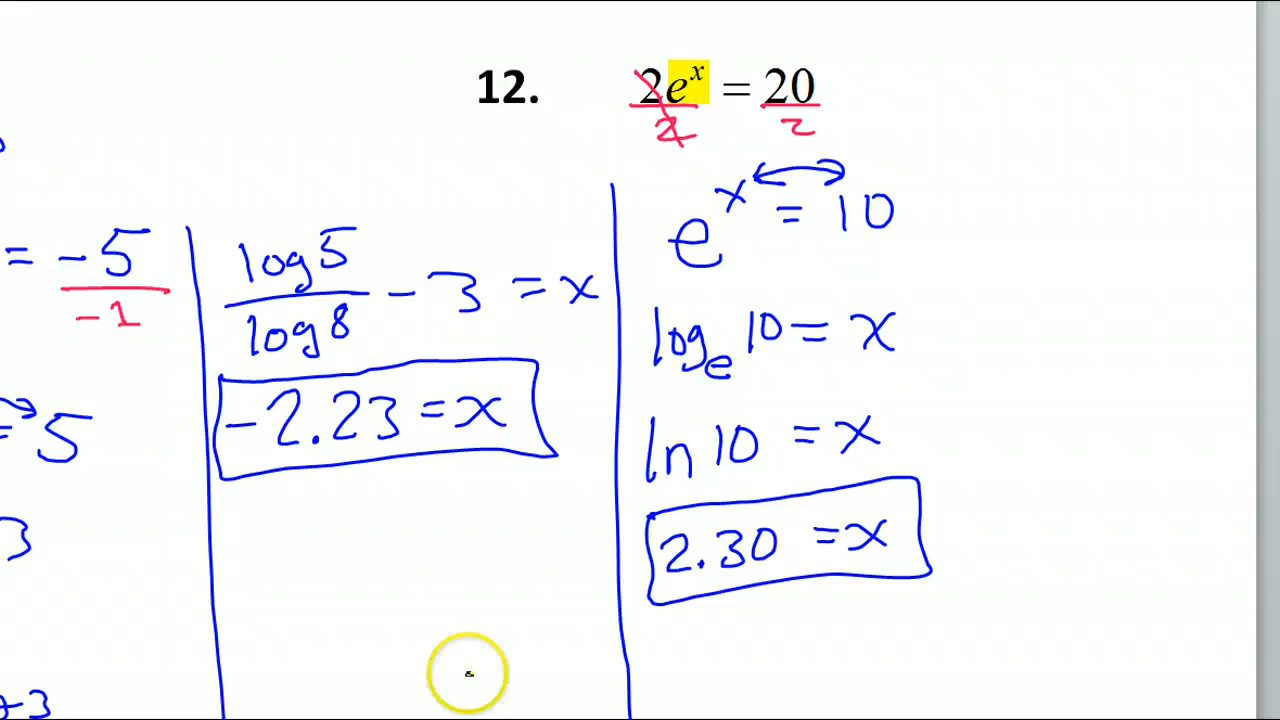 12. 2e^x = 20
2 2
e^x = 10
= -5
-1
log5
log8
- 3 = x
log_e 10 = x
-2.23 = x
= 5
ln 10 = x
3
2.30 = x
+3